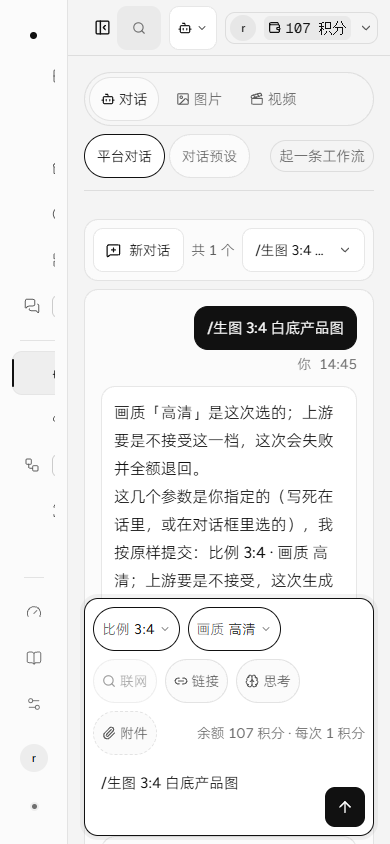 r
107 积分
对话
图片
视频
平台对话
对话预设
起一条工作流
新对话
共 1 个
/生图 3:4 ...
/生图 3:4 白底产品图
你 14:45
画质「高清」是这次选的；上游
要是不接受这一档，这次会失败
并全额退回。
这几个参数是你指定的（写死在
话里，或在对话框里选的），我
按原样提交：比例 3:4 · 画质 高
清；上游要是不接受，这次生成
比例 3:4
画质 高清
联网
链接
思考
附件
余额 107 积分 · 每次 1 积分
/生图 3:4 白底产品图
r